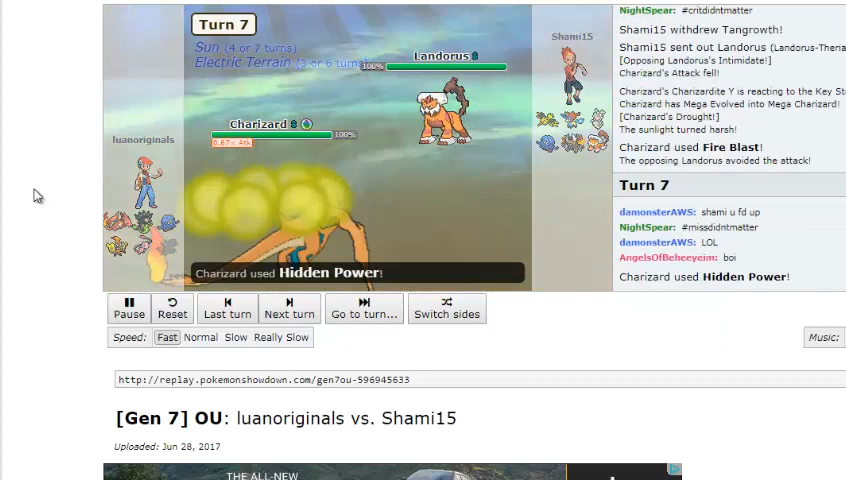 Turn 7
Sun (4 or 7 turns)
Electric Terrain (3 or 6 turns)
luanoriginals
Charizard
100%
0.67× Atk
Landorus
100%
Shami15
Charizard used Hidden Power!
NightSpear: #critdidntmatter
Shami15 withdrew Tangrowth!
Shami15 sent out Landorus (Landorus-Theria
[Opposing Landorus's Intimidate!]
Charizard's Attack fell!
Charizard's Charizardite Y is reacting to the Key St
Charizard has Mega Evolved into Mega Charizard!
[Charizard's Drought!]
The sunlight turned harsh!
Charizard used Fire Blast!
The opposing Landorus avoided the attack!
Turn 7
damonsterAWS: shami u fd up
NightSpear: #missdidntmatter
damonsterAWS: LOL
AngelsOfBeheeyeim: boi
Charizard used Hidden Power!
Pause
Reset
Last turn
Next turn
Go to turn...
Switch sides
Speed: Fast Normal Slow Really Slow
Music:
http://replay.pokemonshowdown.com/gen7ou-596945633
[Gen 7] OU: luanoriginals vs. Shami15
Uploaded: Jun 28, 2017
THE ALL-NEW